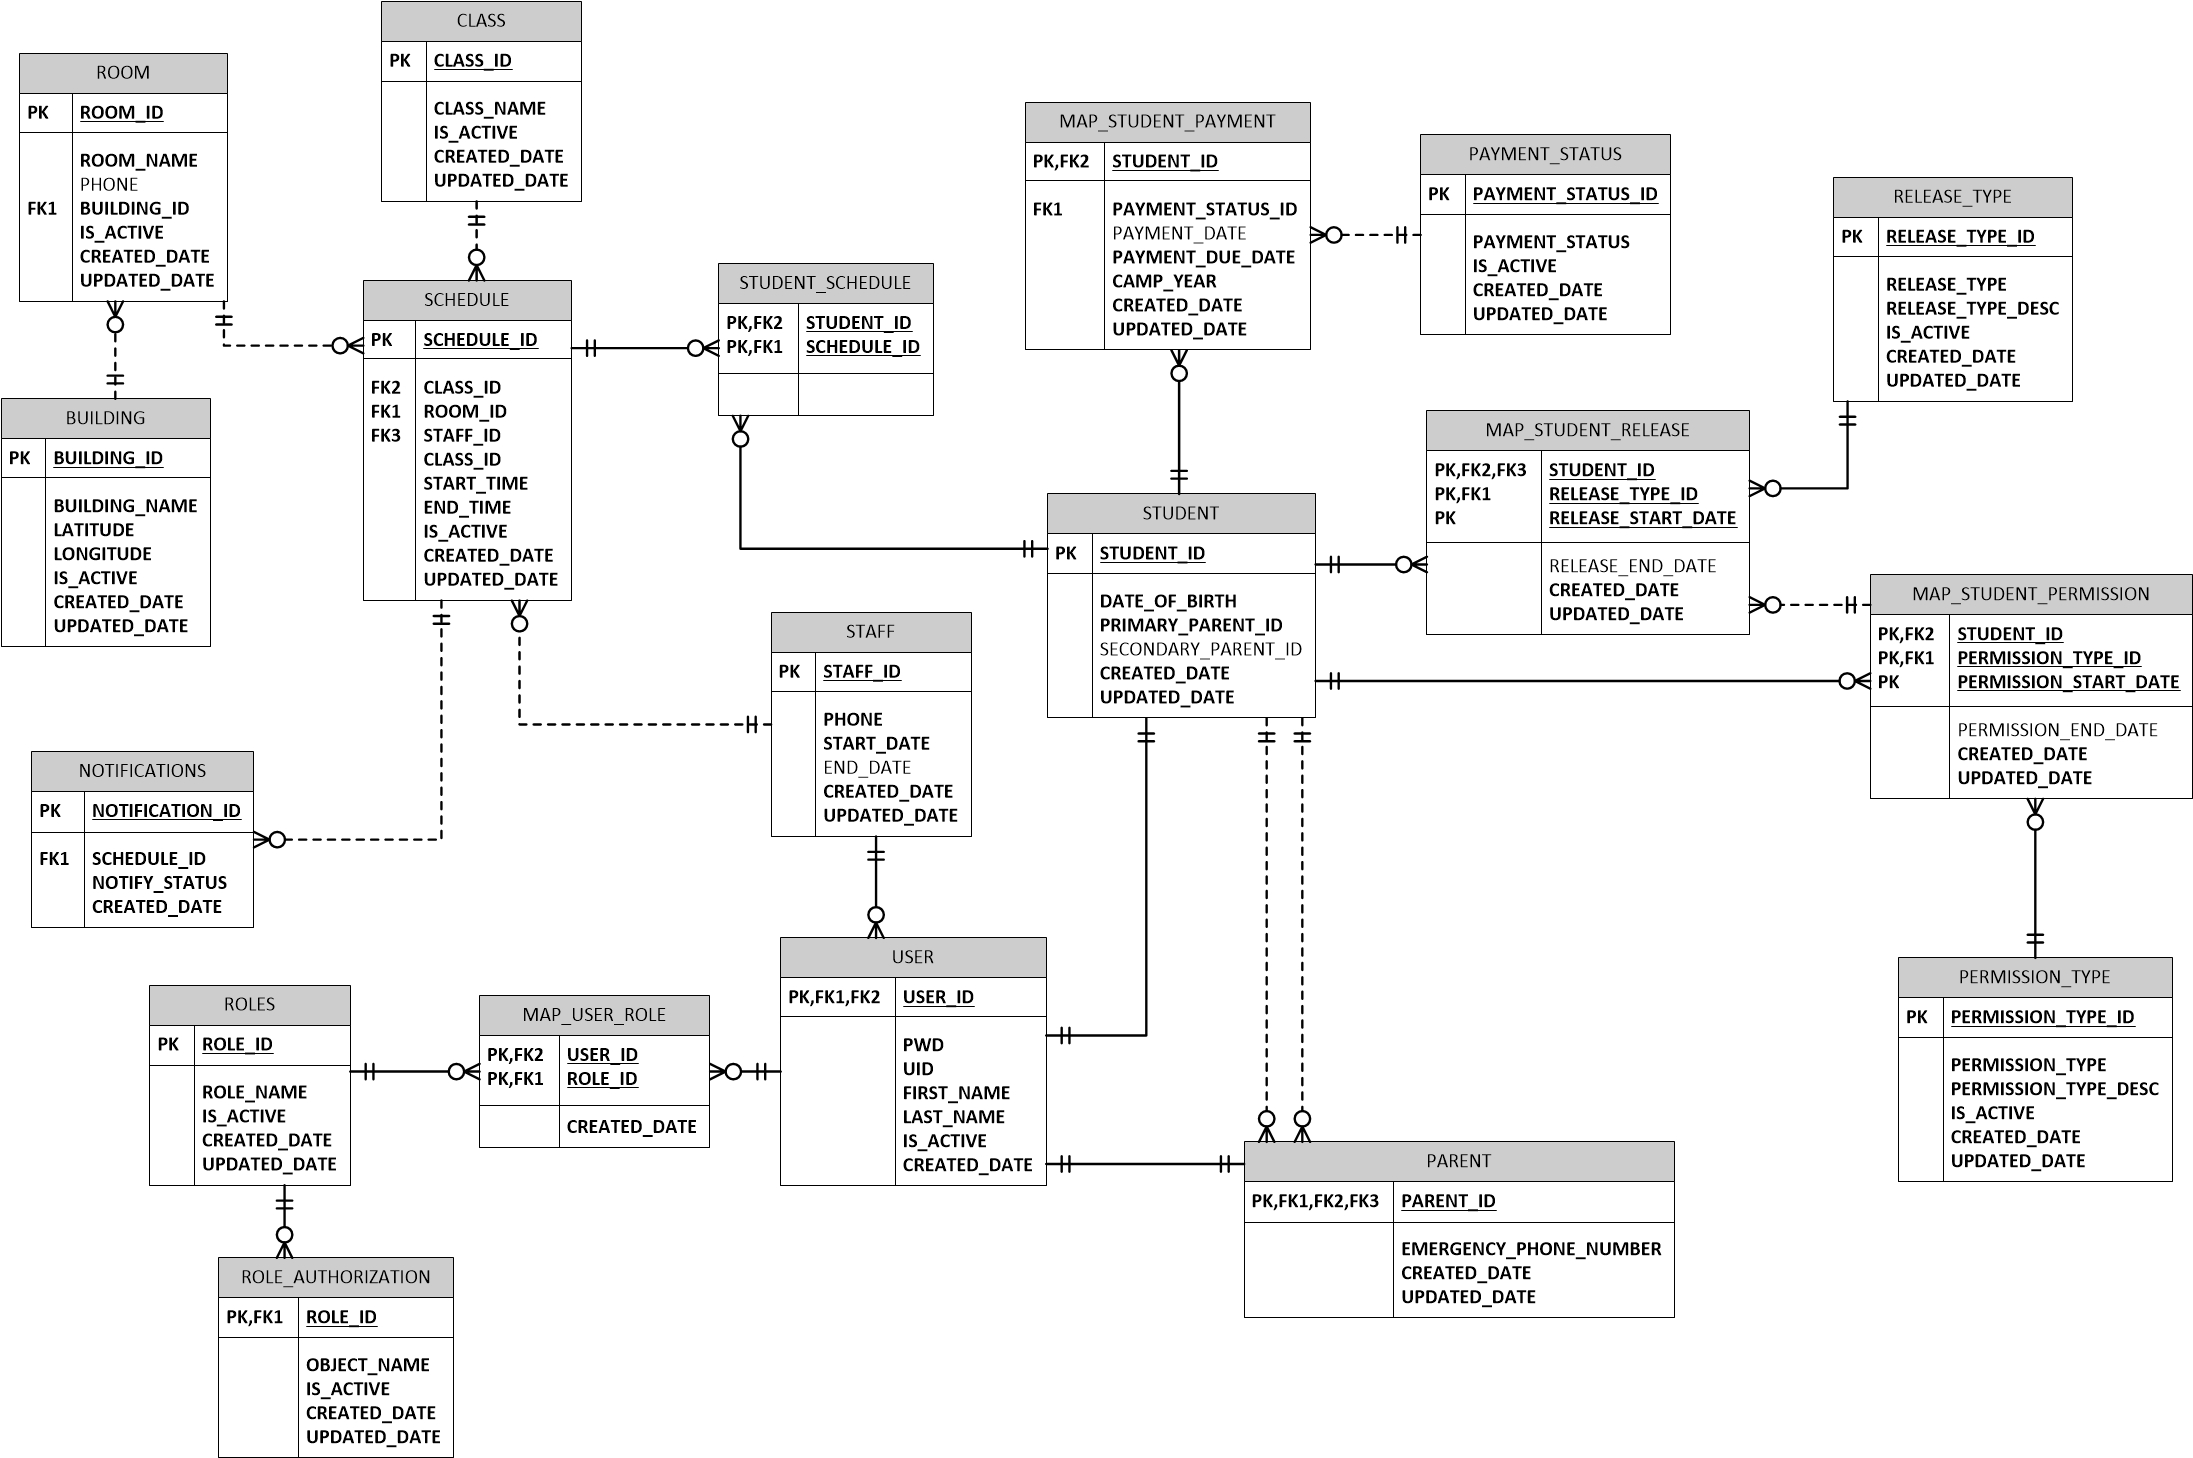 CLASS
PK CLASS_ID
CLASS_NAME
IS_ACTIVE
CREATED_DATE
UPDATED_DATE
ROOM
PK ROOM_ID
ROOM_NAME
PHONE
FK1 BUILDING_ID
IS_ACTIVE
CREATED_DATE
UPDATED_DATE
MAP_STUDENT_PAYMENT
PK,FK2 STUDENT_ID
FK1 PAYMENT_STATUS_ID
PAYMENT_DATE
PAYMENT_DUE_DATE
CAMP_YEAR
CREATED_DATE
UPDATED_DATE
PAYMENT_STATUS
PK PAYMENT_STATUS_ID
PAYMENT_STATUS
IS_ACTIVE
CREATED_DATE
UPDATED_DATE
RELEASE_TYPE
PK RELEASE_TYPE_ID
RELEASE_TYPE
RELEASE_TYPE_DESC
IS_ACTIVE
CREATED_DATE
UPDATED_DATE
SCHEDULE
PK SCHEDULE_ID
FK2 CLASS_ID
FK1 ROOM_ID
FK3 STAFF_ID
CLASS_ID
START_TIME
END_TIME
IS_ACTIVE
CREATED_DATE
UPDATED_DATE
STUDENT_SCHEDULE
PK,FK2 STUDENT_ID
PK,FK1 SCHEDULE_ID
BUILDING
PK BUILDING_ID
BUILDING_NAME
LATITUDE
LONGITUDE
IS_ACTIVE
CREATED_DATE
UPDATED_DATE
MAP_STUDENT_RELEASE
PK,FK2,FK3 STUDENT_ID
PK,FK1 RELEASE_TYPE_ID
PK RELEASE_START_DATE
RELEASE_END_DATE
CREATED_DATE
UPDATED_DATE
STUDENT
PK STUDENT_ID
DATE_OF_BIRTH
PRIMARY_PARENT_ID
SECONDARY_PARENT_ID
CREATED_DATE
UPDATED_DATE
MAP_STUDENT_PERMISSION
PK,FK2 STUDENT_ID
PK,FK1 PERMISSION_TYPE_ID
PK PERMISSION_START_DATE
PERMISSION_END_DATE
CREATED_DATE
UPDATED_DATE
STAFF
PK STAFF_ID
PHONE
START_DATE
END_DATE
CREATED_DATE
UPDATED_DATE
NOTIFICATIONS
PK NOTIFICATION_ID
FK1 SCHEDULE_ID
NOTIFY_STATUS
CREATED_DATE
USER
PK,FK1,FK2 USER_ID
PWD
UID
FIRST_NAME
LAST_NAME
IS_ACTIVE
CREATED_DATE
PERMISSION_TYPE
PK PERMISSION_TYPE_ID
PERMISSION_TYPE
PERMISSION_TYPE_DESC
IS_ACTIVE
CREATED_DATE
UPDATED_DATE
ROLES
PK ROLE_ID
ROLE_NAME
IS_ACTIVE
CREATED_DATE
UPDATED_DATE
MAP_USER_ROLE
PK,FK2 USER_ID
PK,FK1 ROLE_ID
CREATED_DATE
PARENT
PK,FK1,FK2,FK3 PARENT_ID
EMERGENCY_PHONE_NUMBER
CREATED_DATE
UPDATED_DATE
ROLE_AUTHORIZATION
PK,FK1 ROLE_ID
OBJECT_NAME
IS_ACTIVE
CREATED_DATE
UPDATED_DATE